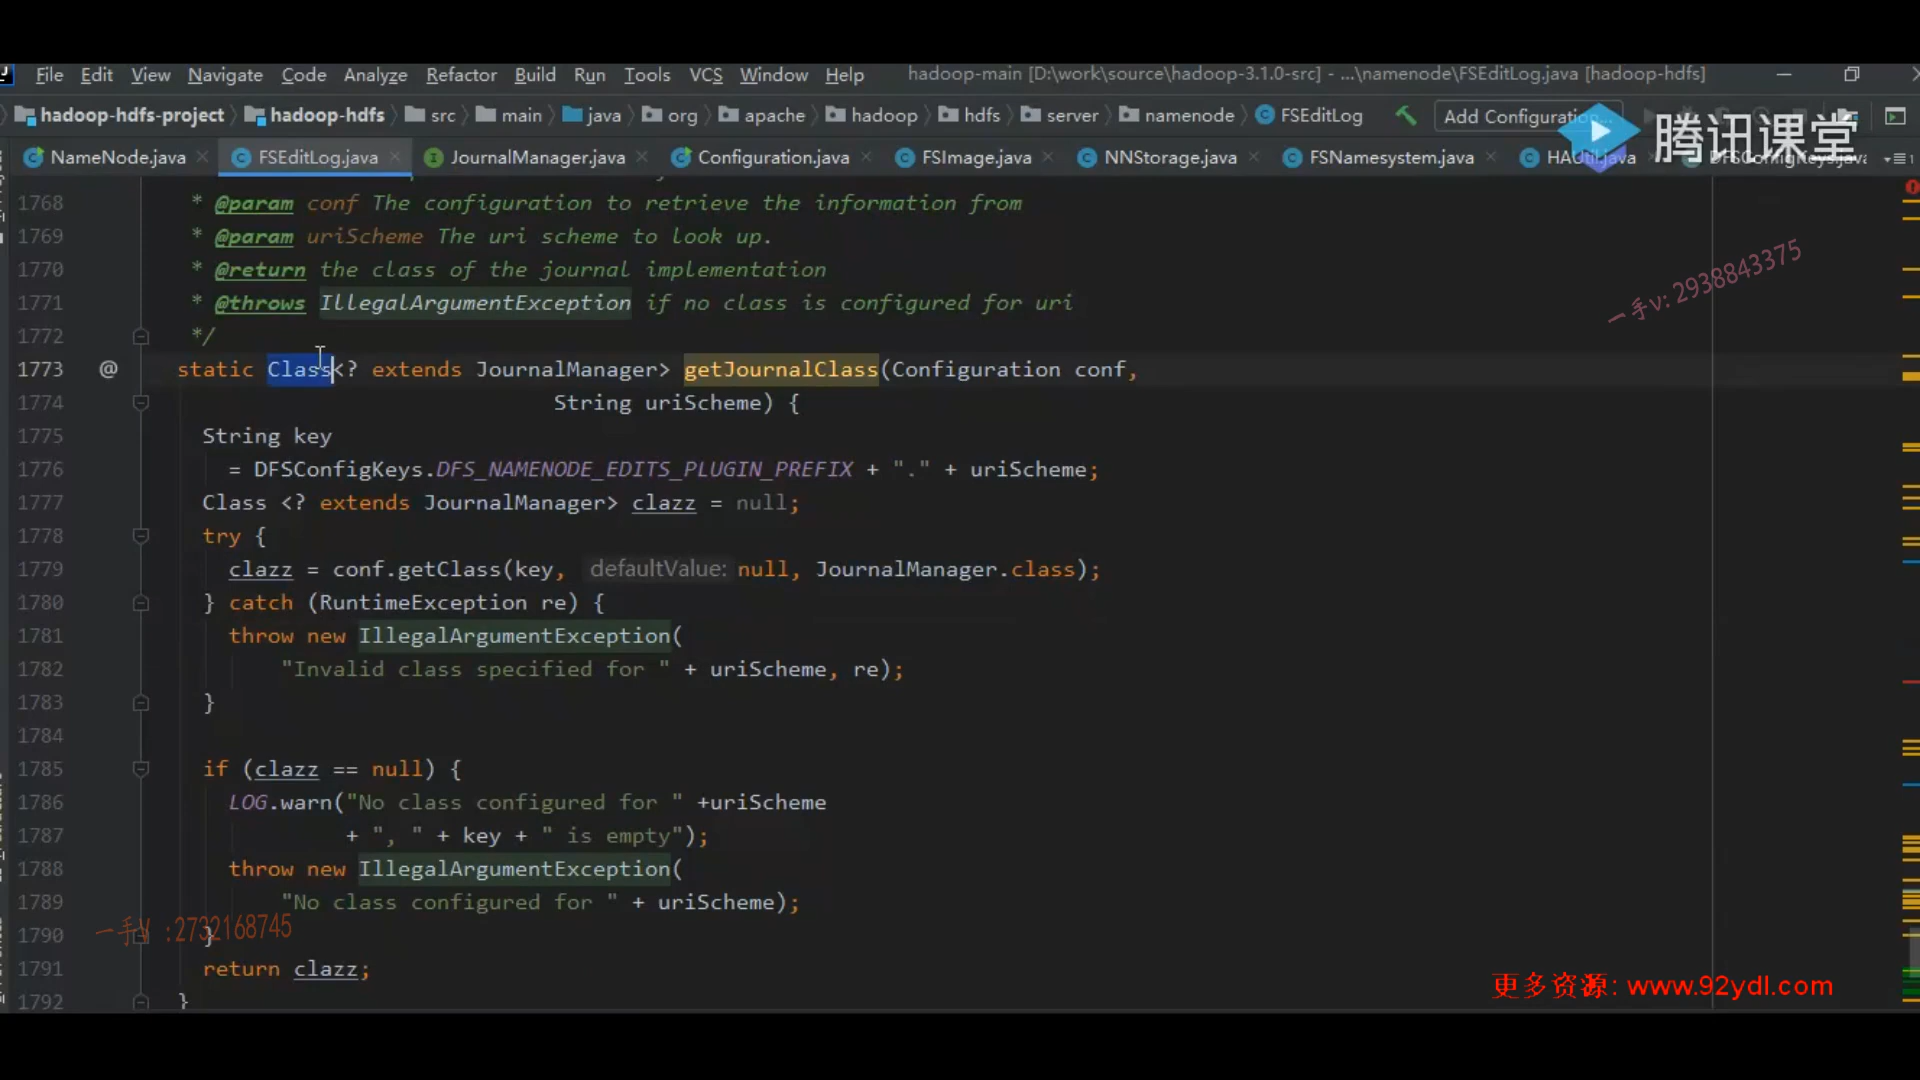 File Edit View Navigate Code Analyze Refactor Build Run Tools VCS Window Help hadoop-main [D:\work\source\hadoop-3.1.0-src] - ...\namenode\FSEditLog.java [hadoop-hdfs]
hadoop-hdfs-project hadoop-hdfs src main java org apache hadoop hdfs server namenode FSEditLog Add Configuration...
腾讯课堂
NameNode.java FSEditLog.java JournalManager.java Configuration.java FSImage.java NNStorage.java FSNamesystem.java HAUtil.java DFSConfigKeys.java
1768 * @param conf The configuration to retrieve the information from
1769 * @param uriScheme The uri scheme to look up.
1770 * @return the class of the journal implementation
1771 * @throws IllegalArgumentException if no class is configured for uri
一手v: 2938843375
1772 */
1773 @ static Class<? extends JournalManager> getJournalClass(Configuration conf,
1774 String uriScheme) {
1775 String key
1776 = DFSConfigKeys.DFS_NAMENODE_EDITS_PLUGIN_PREFIX + "." + uriScheme;
1777 Class <? extends JournalManager> clazz = null;
1778 try {
1779 clazz = conf.getClass(key, defaultValue: null, JournalManager.class);
1780 } catch (RuntimeException re) {
1781 throw new IllegalArgumentException(
1782 "Invalid class specified for " + uriScheme, re);
1783 }
1784
1785 if (clazz == null) {
1786 LOG.warn("No class configured for " +uriScheme
1787 + ", " + key + " is empty");
1788 throw new IllegalArgumentException(
1789 "No class configured for " + uriScheme);
1790 }
一手V :2732168745
1791 return clazz;
更多资源: www.92ydl.com
1792 }